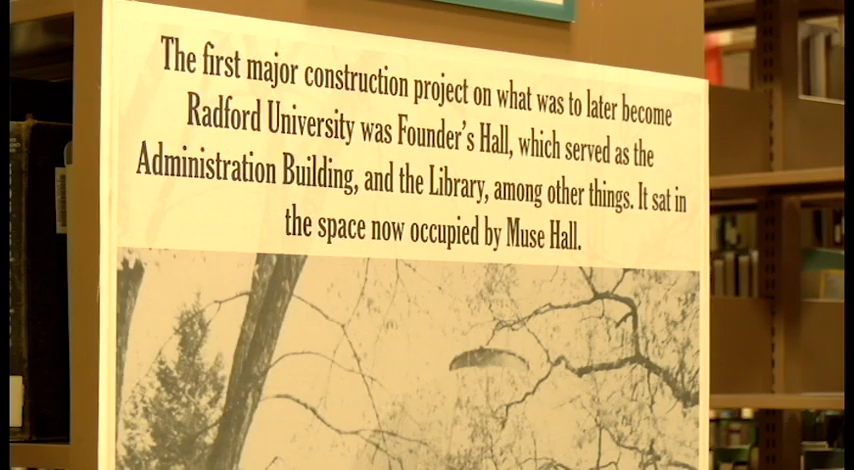 The first major construction project on what was to later become
Radford University was Founder's Hall, which served as the
Administration Building, and the Library, among other things. It sat in
the space now occupied by Muse Hall.